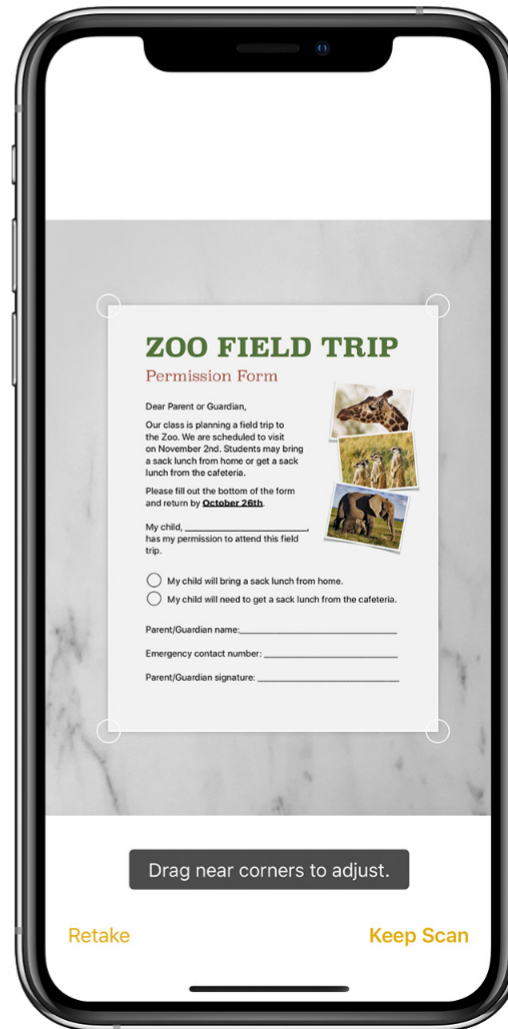 ZOO FIELD TRIP
Permission Form
Dear Parent or Guardian,
Our class is planning a field trip to
the Zoo. We are scheduled to visit
on November 2nd. Students may bring
a sack lunch from home or get a sack
lunch from the cafeteria.
Please fill out the bottom of the form
and return by October 26th.
My child, ________________________,
has my permission to attend this field
trip.
My child will bring a sack lunch from home.
My child will need to get a sack lunch from the cafeteria.
Parent/Guardian name:________________________________
Emergency contact number: ___________________________
Parent/Guardian signature: ____________________________
Drag near corners to adjust.
Retake
Keep Scan